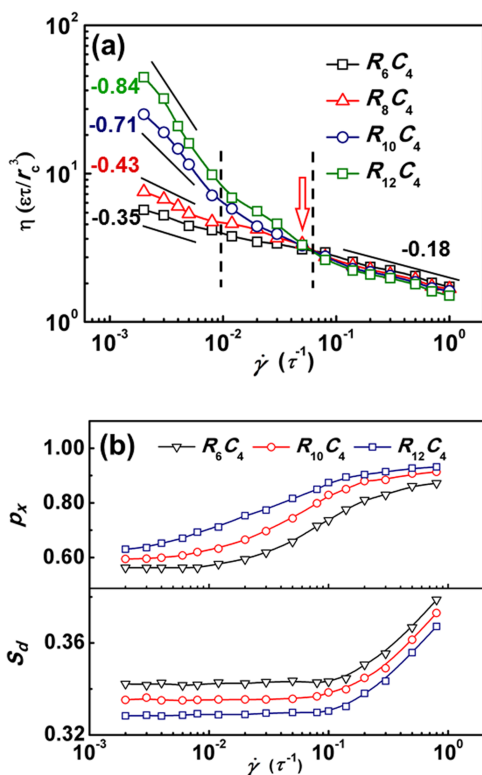 (a)
R₆C₄
R₈C₄
R₁₀C₄
R₁₂C₄
-0.84
-0.71
-0.43
-0.35
-0.18
10²
10¹
10⁰
η (ετ/r_c³)
10⁻³ 10⁻² 10⁻¹ 10⁰
γ̇ (τ⁻¹)
(b)
R₆C₄ R₁₀C₄ R₁₂C₄
1.00
0.80
0.60
pₓ
0.36
0.32
S_d
10⁻³ 10⁻² 10⁻¹ 10⁰
γ̇ (τ⁻¹)